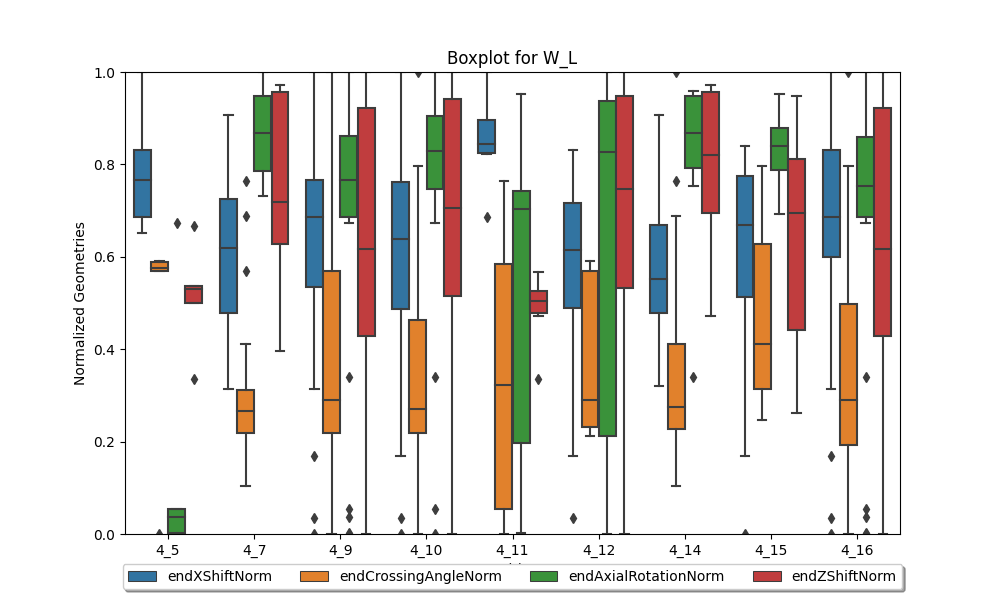 Boxplot for W_L
Normalized Geometries
1.0
0.8
0.6
0.4
0.2
0.0
4_5 4_7 4_9 4_10 4_11 4_12 4_14 4_15 4_16
endXShiftNorm endCrossingAngleNorm endAxialRotationNorm endZShiftNorm